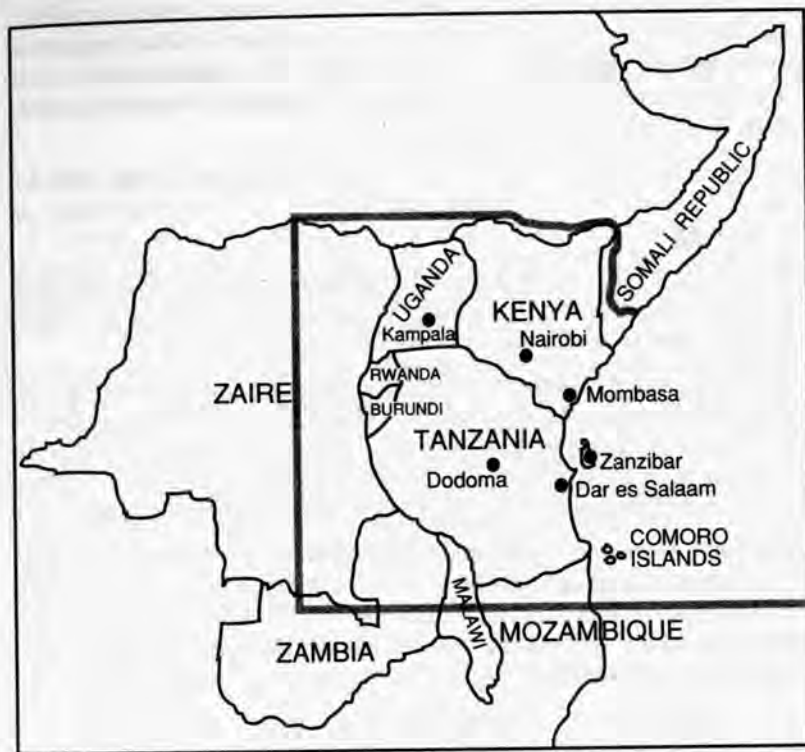 SOMALI REPUBLIC
UGANDA
Kampala
KENYA
Nairobi
RWANDA
BURUNDI
ZAIRE
Mombasa
TANZANIA
Dodoma
Zanzibar
Dar es Salaam
COMORO
ISLANDS
MALAWI
MOZAMBIQUE
ZAMBIA